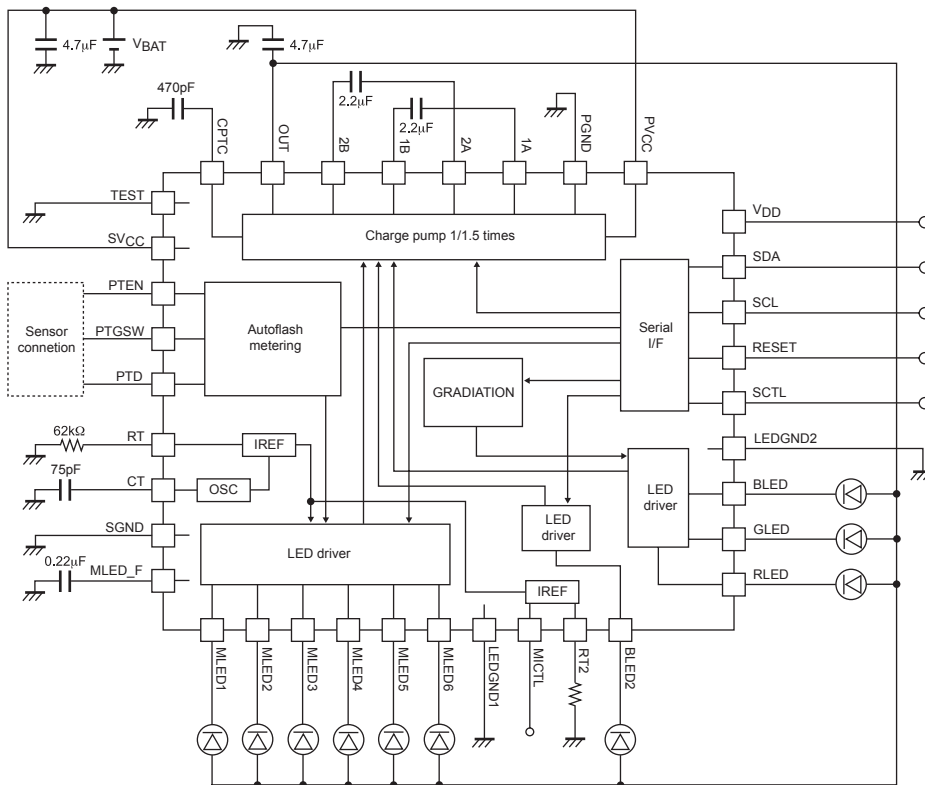 4.7μF
VBAT
4.7μF
2.2μF
2.2μF
470pF
CPTC
OUT
2B
1B
2A
1A
PGND
PVCC
TEST
SVCC
PTEN
PTGSW
PTD
Sensor
connetion
Charge pump 1/1.5 times
Autoflash
metering
Serial
I/F
GRADIATION
VDD
SDA
SCL
RESET
SCTL
LEDGND2
BLED
GLED
RLED
62kΩ
RT
75pF
CT
SGND
0.22μF
MLED_F
IREF
OSC
LED driver
LED
driver
LED
driver
IREF
MLED1
MLED2
MLED3
MLED4
MLED5
MLED6
LEDGND1
MICTL
RT2
BLED2